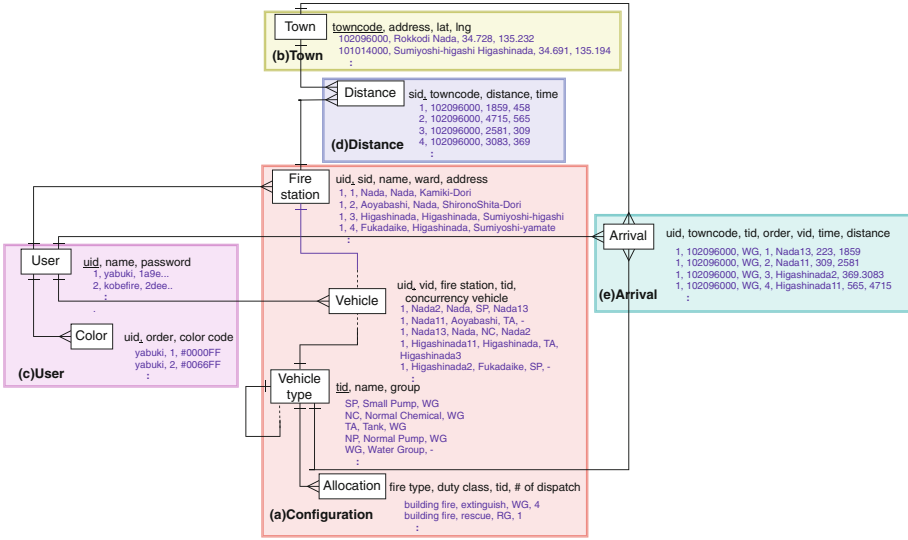 Town
towncode, address, lat, lng
102096000, Rokkodi Nada, 34.728, 135.232
101014000, Sumiyoshi-higashi Higashinada, 34.691, 135.194
:
(b)Town
Distance
sid, towncode, distance, time
1, 102096000, 1859, 458
2, 102096000, 4715, 565
3, 102096000, 2581, 309
4, 102096000, 3083, 369
:
(d)Distance
Fire station
uid, sid, name, ward, address
1, 1, Nada, Nada, Kamiki-Dori
1, 2, Aoyabashi, Nada, ShironoShita-Dori
1, 3, Higashinada, Higashinada, Sumiyoshi-higashi
1, 4, Fukadaike, Higashinada, Sumiyoshi-yamate
:
Arrival
uid, towncode, tid, order, vid, time, distance
1, 102096000, WG, 1, Nada13, 223, 1859
1, 102096000, WG, 2, Nada11, 309, 2581
1, 102096000, WG, 3, Higashinada2, 369.3083
1, 102096000, WG, 4, Higashinada11, 565, 4715
:
(e)Arrival
User
uid, name, password
1, yabuki, 1a9e...
2, kobefire, 2dee..
:
.
Color
uid, order, color code
yabuki, 1, #0000FF
yabuki, 2, #0066FF
:
(c)User
Vehicle
uid, vid, fire station, tid,
concurrency vehicle
1, Nada2, Nada, SP, Nada13
1, Nada11, Aoyabashi, TA, -
1, Nada13, Nada, NC, Nada2
1, Higashinada11, Higashinada, TA,
Higashinada3
1, Higashinada2, Fukadaike, SP, -
:
Vehicle type
tid, name, group
SP, Small Pump, WG
NC, Normal Chemical, WG
TA, Tank, WG
NP, Normal Pump, WG
WG, Water Group, -
:
Allocation
fire type, duty class, tid, # of dispatch
building fire, extinguish, WG, 4
building fire, rescue, RG, 1
:
(a)Configuration